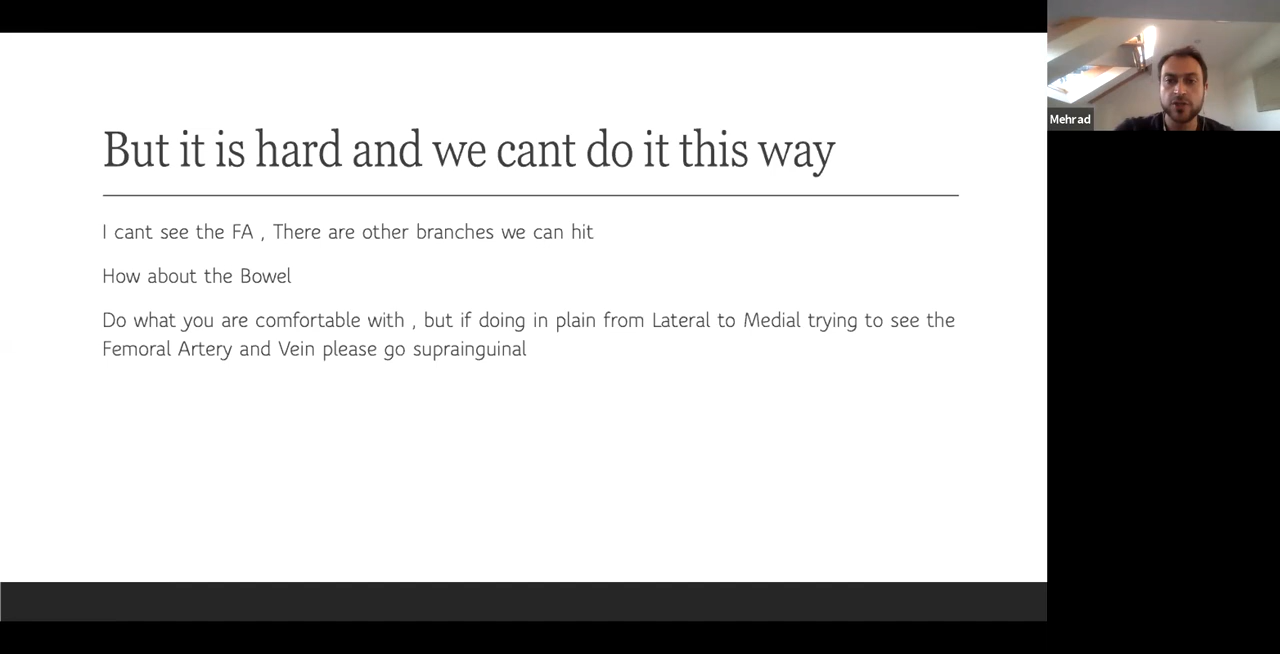 But it is hard and we cant do it this way
I cant see the FA , There are other branches we can hit
How about the Bowel
Do what you are comfortable with , but if doing in plain from Lateral to Medial trying to see the
Femoral Artery and Vein please go suprainguinal
Mehrad